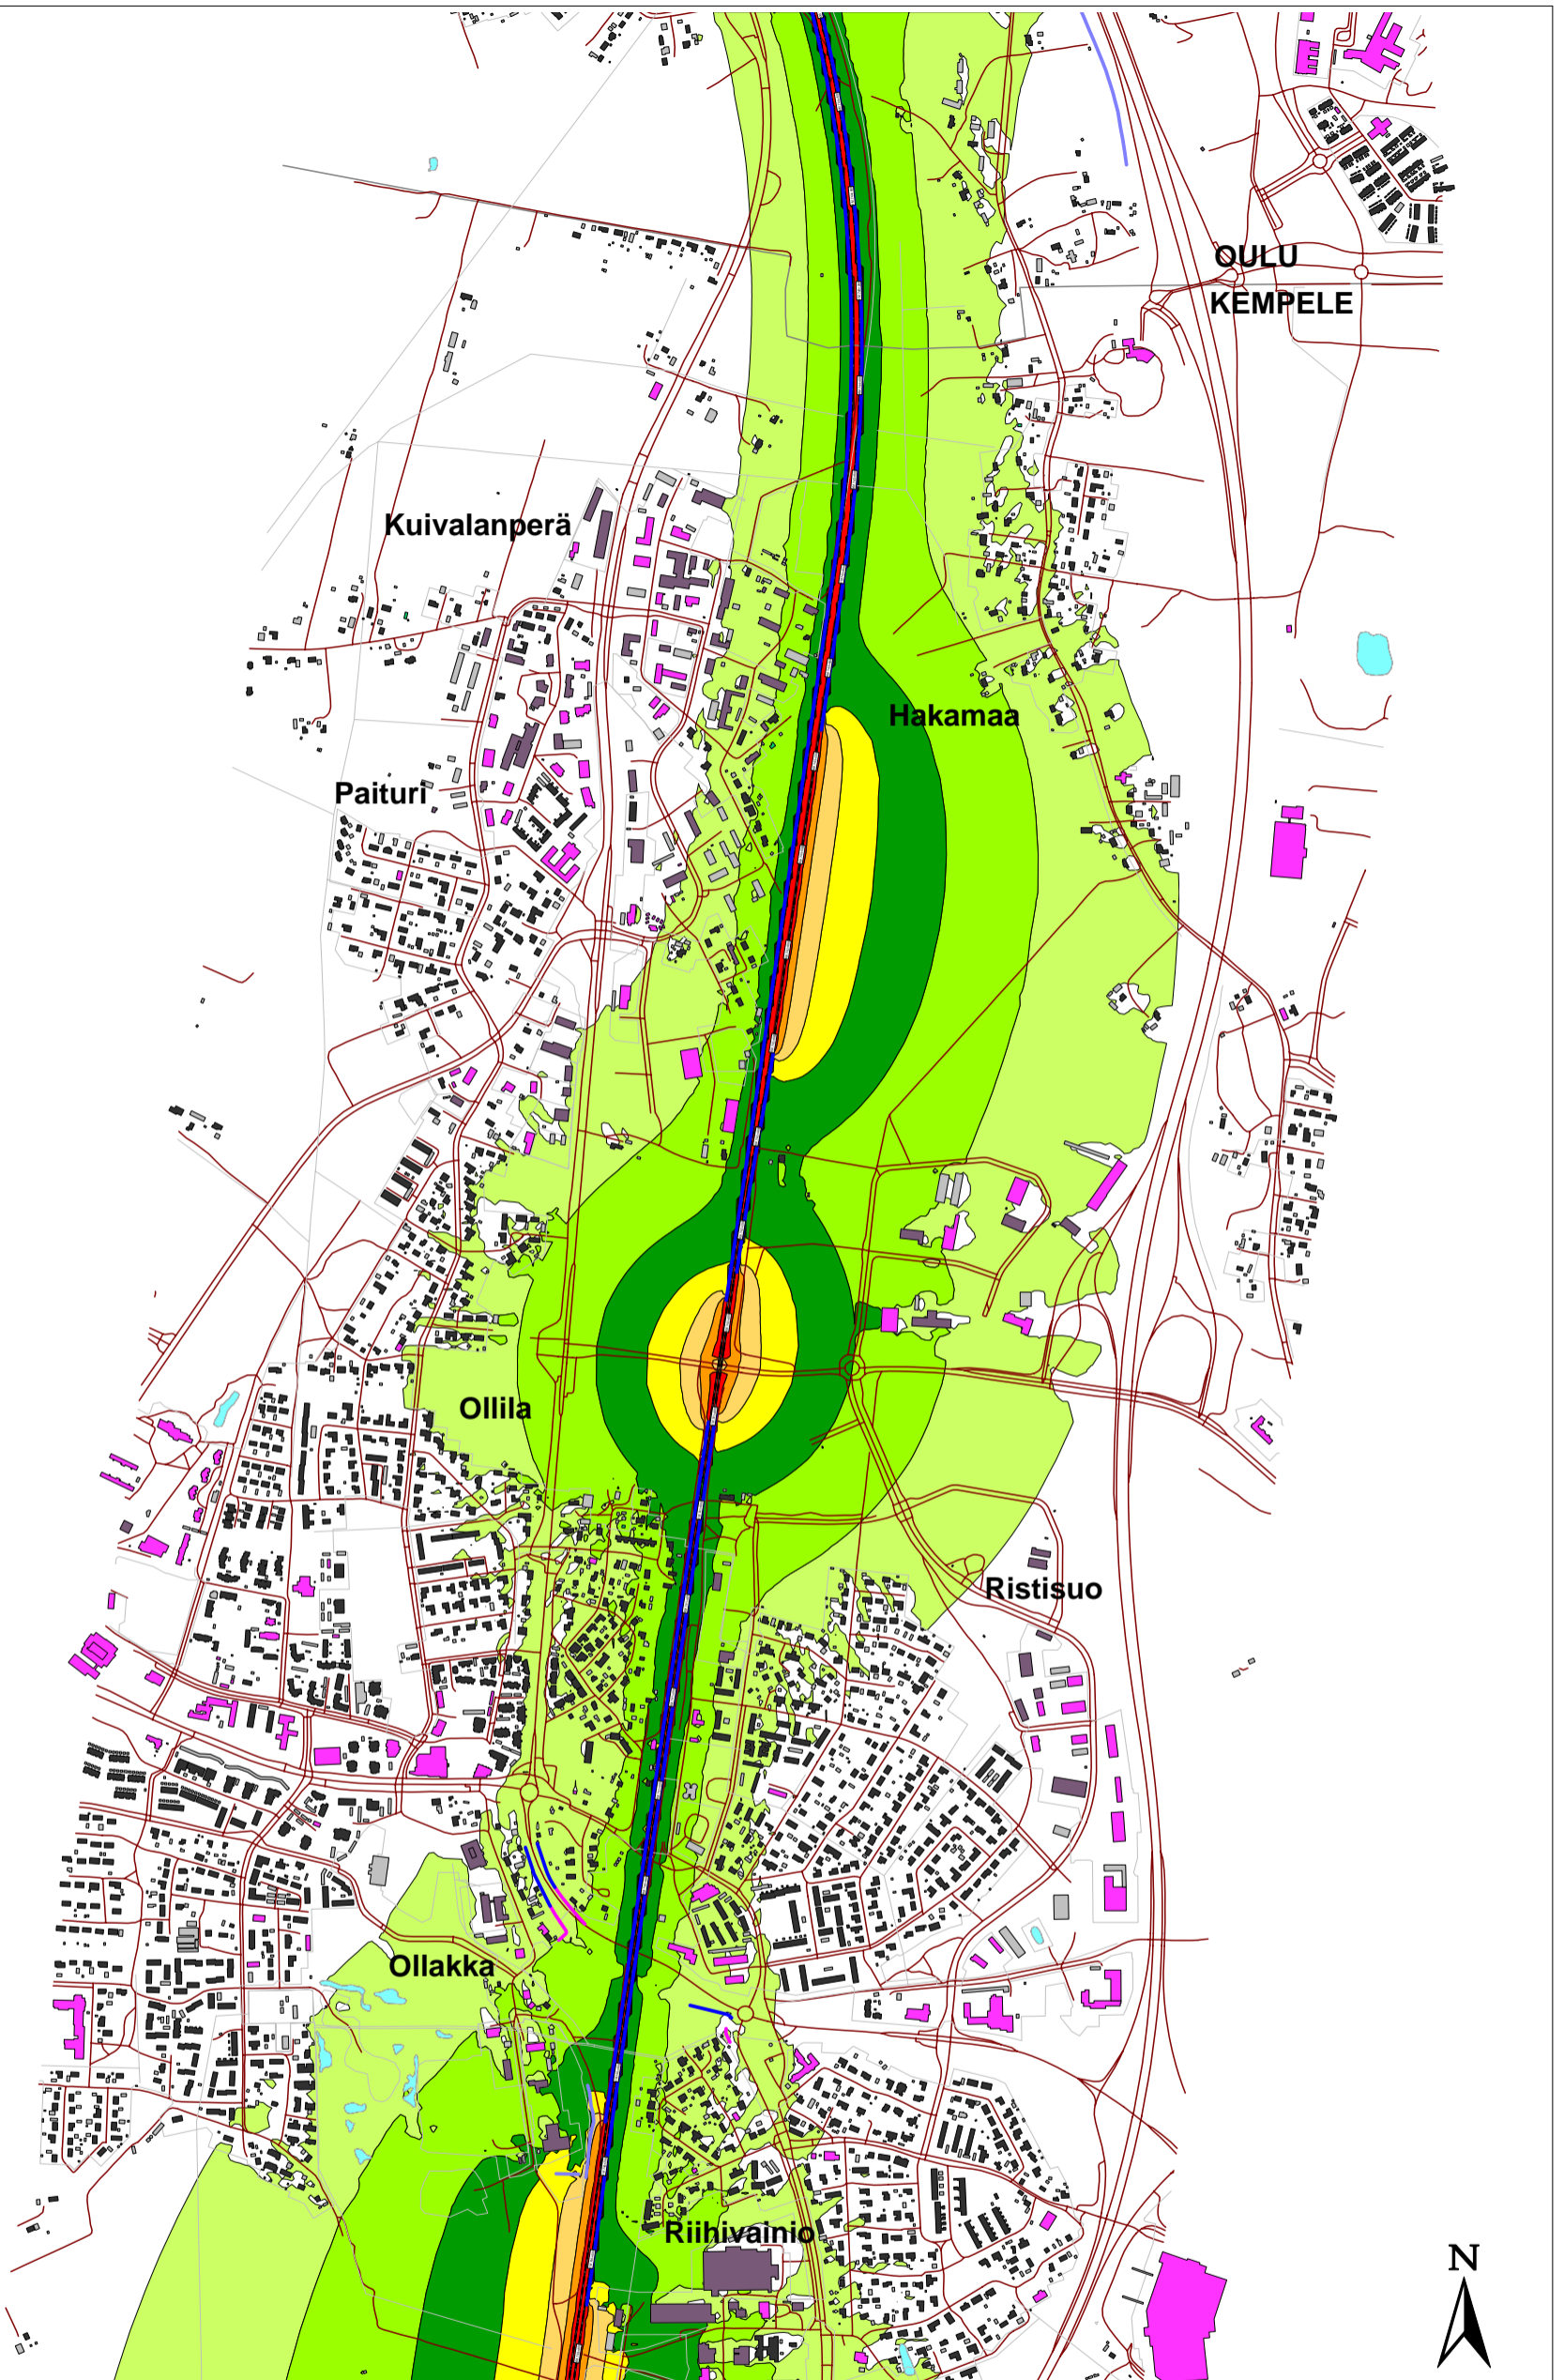 OULU
KEMPELE
Kuivalanperä
Hakamaa
Paituri
Ollila
Ristisuo
Ollakka
Riihivainio
N